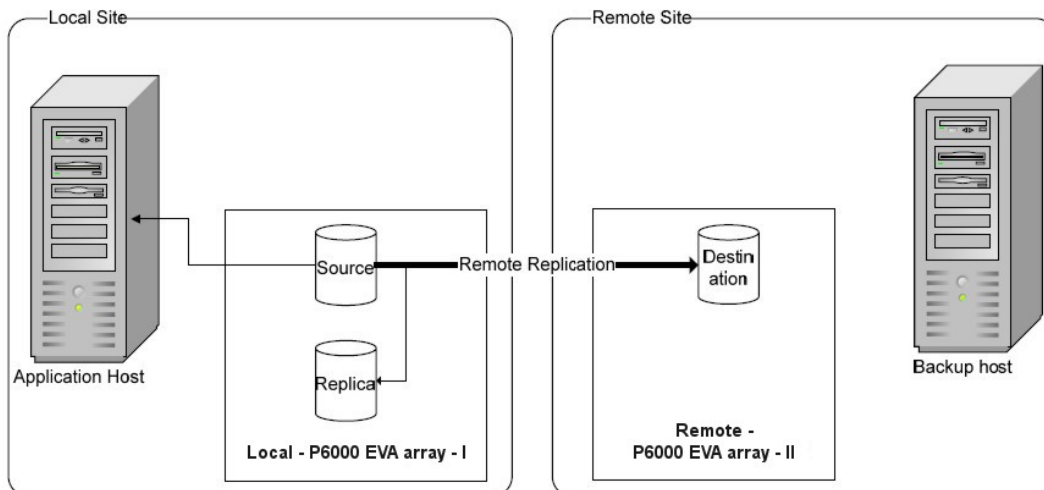 Local Site
Remote Site
Application Host
Source
Replica
Local - P6000 EVA array - I
Remote Replication
Destin
ation
Remote -
P6000 EVA array - II
Backup host